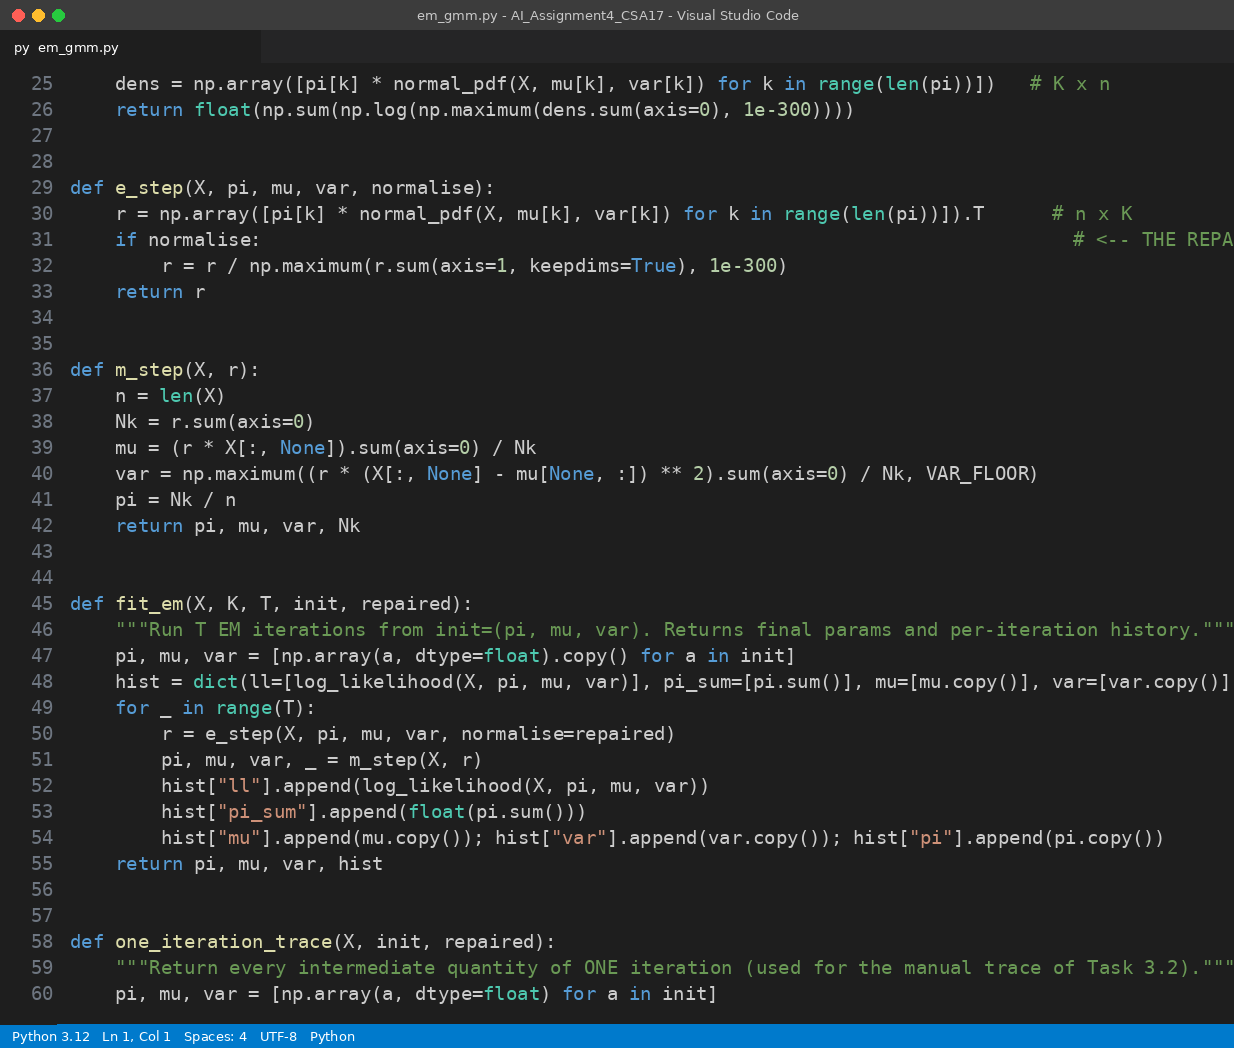 em_gmm.py - AI_Assignment4_CSA17 - Visual Studio Code
py em_gmm.py
25     dens = np.array([pi[k] * normal_pdf(X, mu[k], var[k]) for k in range(len(pi))])   # K x n
26     return float(np.sum(np.log(np.maximum(dens.sum(axis=0), 1e-300))))
27
28
29 def e_step(X, pi, mu, var, normalise):
30     r = np.array([pi[k] * normal_pdf(X, mu[k], var[k]) for k in range(len(pi))]).T      # n x K
31     if normalise:                                                                        # <-- THE REPA
32         r = r / np.maximum(r.sum(axis=1, keepdims=True), 1e-300)
33     return r
34
35
36 def m_step(X, r):
37     n = len(X)
38     Nk = r.sum(axis=0)
39     mu = (r * X[:, None]).sum(axis=0) / Nk
40     var = np.maximum((r * (X[:, None] - mu[None, :]) ** 2).sum(axis=0) / Nk, VAR_FLOOR)
41     pi = Nk / n
42     return pi, mu, var, Nk
43
44
45 def fit_em(X, K, T, init, repaired):
46     """Run T EM iterations from init=(pi, mu, var). Returns final params and per-iteration history."""
47     pi, mu, var = [np.array(a, dtype=float).copy() for a in init]
48     hist = dict(ll=[log_likelihood(X, pi, mu, var)], pi_sum=[pi.sum()], mu=[mu.copy()], var=[var.copy()]
49     for _ in range(T):
50         r = e_step(X, pi, mu, var, normalise=repaired)
51         pi, mu, var, _ = m_step(X, r)
52         hist["ll"].append(log_likelihood(X, pi, mu, var))
53         hist["pi_sum"].append(float(pi.sum()))
54         hist["mu"].append(mu.copy()); hist["var"].append(var.copy()); hist["pi"].append(pi.copy())
55     return pi, mu, var, hist
56
57
58 def one_iteration_trace(X, init, repaired):
59     """Return every intermediate quantity of ONE iteration (used for the manual trace of Task 3.2)."""
60     pi, mu, var = [np.array(a, dtype=float) for a in init]
Python 3.12 Ln 1, Col 1 Spaces: 4 UTF-8 Python